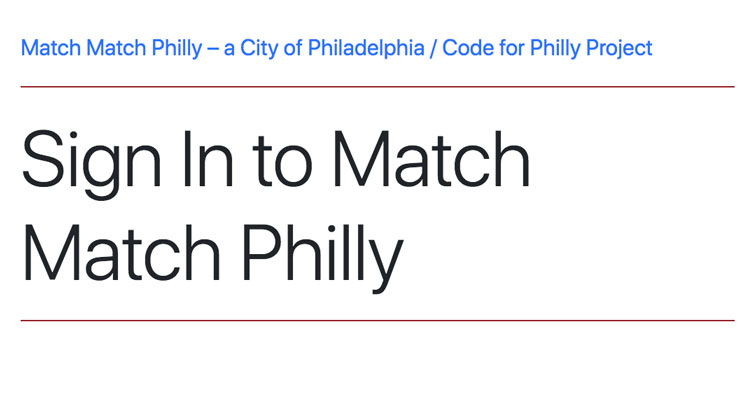 Match Match Philly – a City of Philadelphia / Code for Philly Project
Sign In to Match
Match Philly